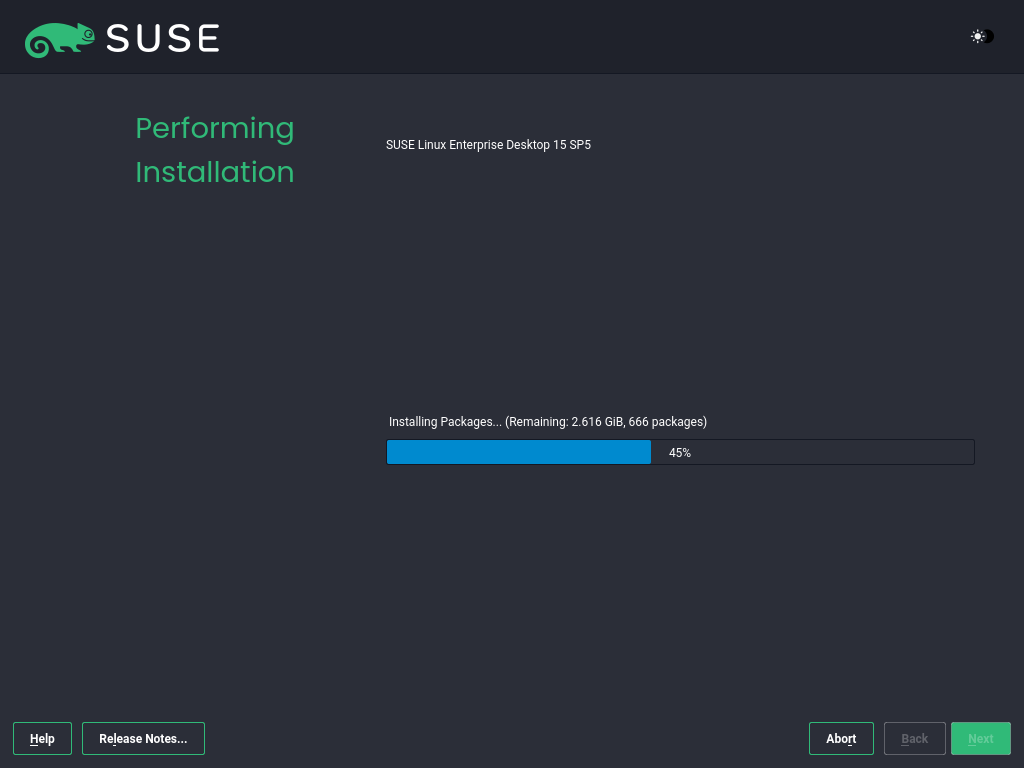 SUSE
Performing
Installation
SUSE Linux Enterprise Desktop 15 SP5
Installing Packages... (Remaining: 2.616 GiB, 666 packages)
45%
Help
Release Notes...
Abort
Back
Next